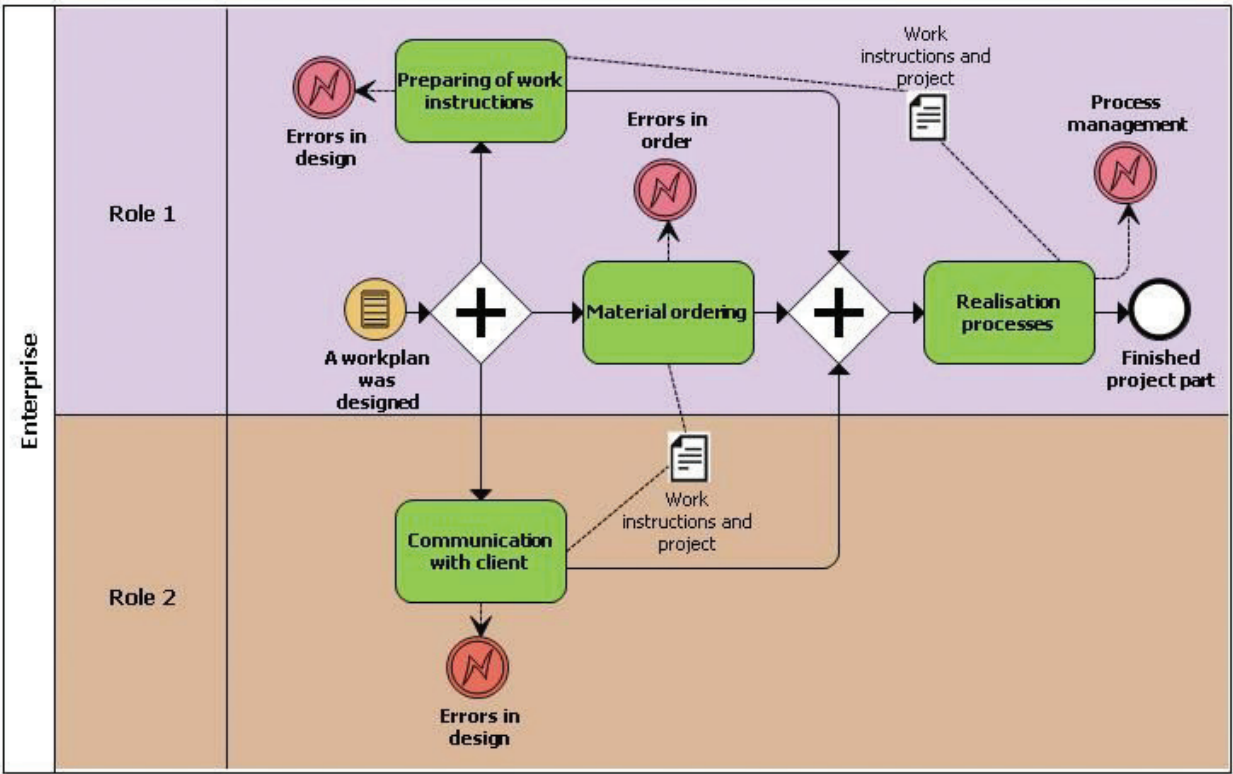 Enterprise
Role 1
Preparing of work
instructions
Errors in
design
Work
instructions and
project
Errors in
order
Process
management
A workplan
was
designed
Material ordering
Realisation
processes
Finished
project part
Role 2
Work
instructions and
project
Communication
with client
Errors in
design